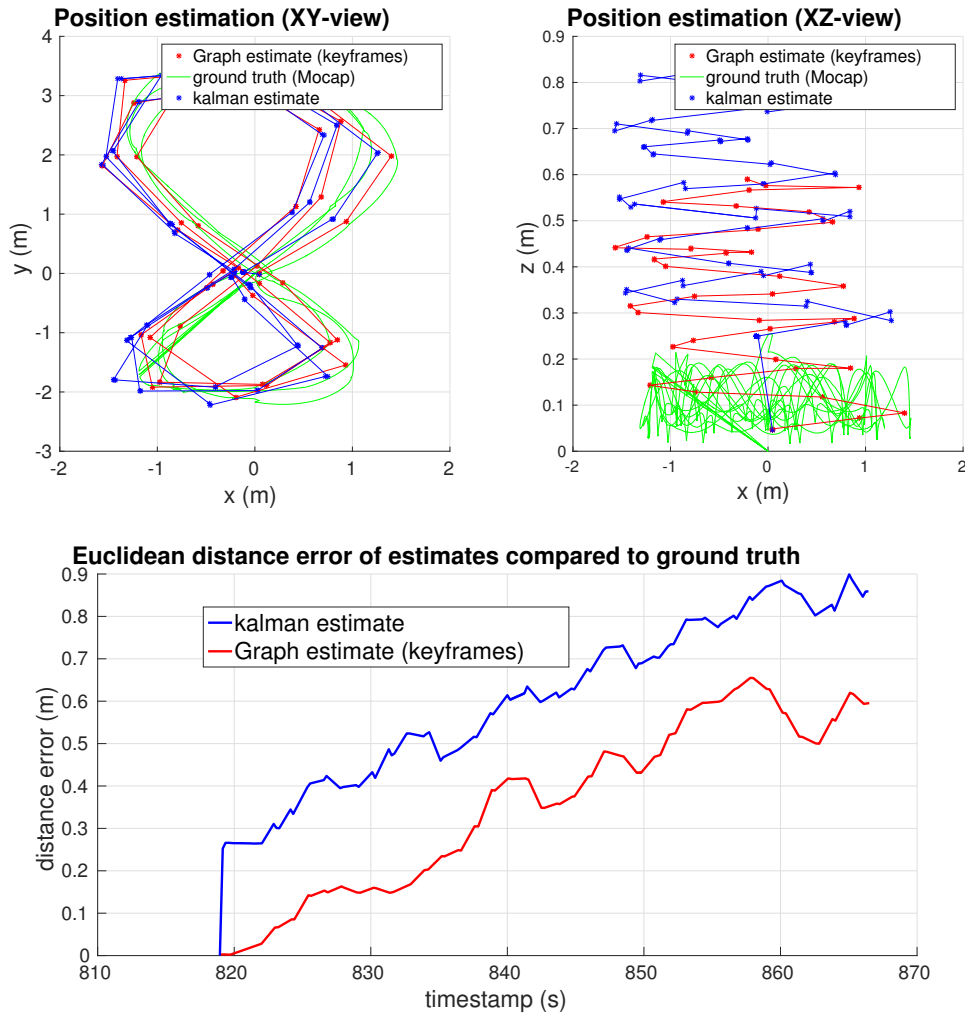 Position estimation (XY-view)
4
3
2
1
0
-1
-2
-3
-2
-1
0
1
2
y (m)
x (m)
Graph estimate (keyframes)
ground truth (Mocap)
kalman estimate
Position estimation (XZ-view)
0.9
0.8
0.7
0.6
0.5
0.4
0.3
0.2
0.1
0
-2
-1
0
1
2
z (m)
x (m)
Graph estimate (keyframes)
ground truth (Mocap)
kalman estimate
Euclidean distance error of estimates compared to ground truth
0.9
0.8
0.7
0.6
0.5
0.4
0.3
0.2
0.1
0
810
820
830
840
850
860
870
distance error (m)
timestamp (s)
kalman estimate
Graph estimate (keyframes)